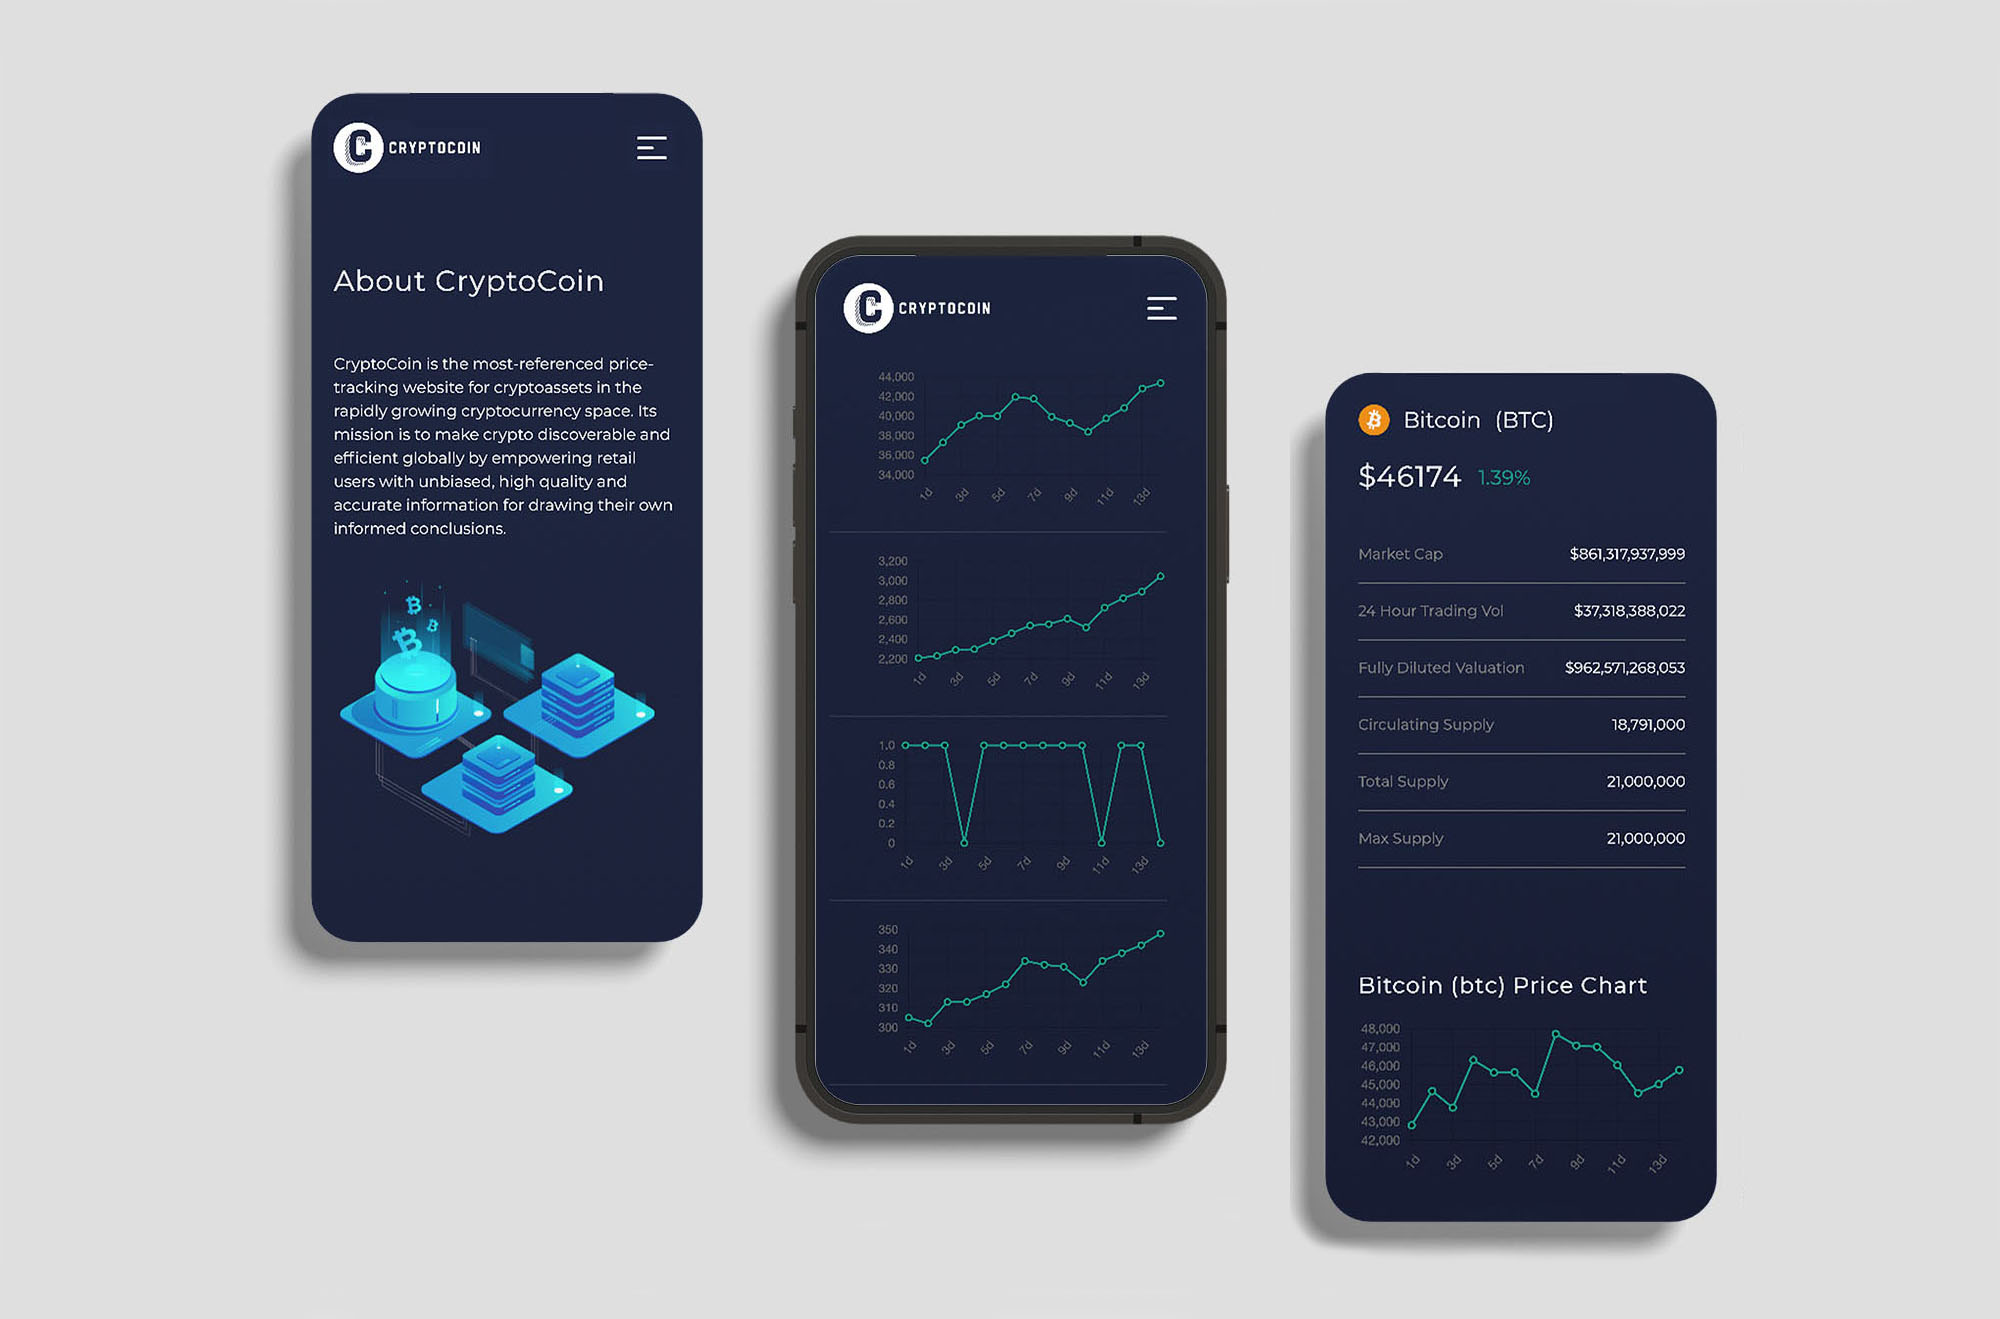 C CRYPTOCOIN
About CryptoCoin
CryptoCoin is the most-referenced price-
tracking website for cryptoassets in the
rapidly growing cryptocurrency space. Its
mission is to make crypto discoverable and
efficient globally by empowering retail
users with unbiased, high quality and
accurate information for drawing their own
informed conclusions.
C CRYPTOCOIN
44,000
42,000
40,000
38,000
36,000
34,000
1d 3d 5d 7d 9d 11d 13d
3,200
3,000
2,800
2,600
2,400
2,200
1d 3d 5d 7d 9d 11d 13d
1.0
0.8
0.6
0.4
0.2
0
1d 3d 5d 7d 9d 11d 13d
350
340
330
320
310
300
1d 3d 5d 7d 9d 11d 13d
Bitcoin (BTC)
$46174 1.39%
Market Cap $861,317,937,999
24 Hour Trading Vol $37,318,388,022
Fully Diluted Valuation $962,571,268,053
Circulating Supply 18,791,000
Total Supply 21,000,000
Max Supply 21,000,000
Bitcoin (btc) Price Chart
48,000
47,000
46,000
45,000
44,000
43,000
42,000
1d 3d 5d 7d 9d 11d 13d